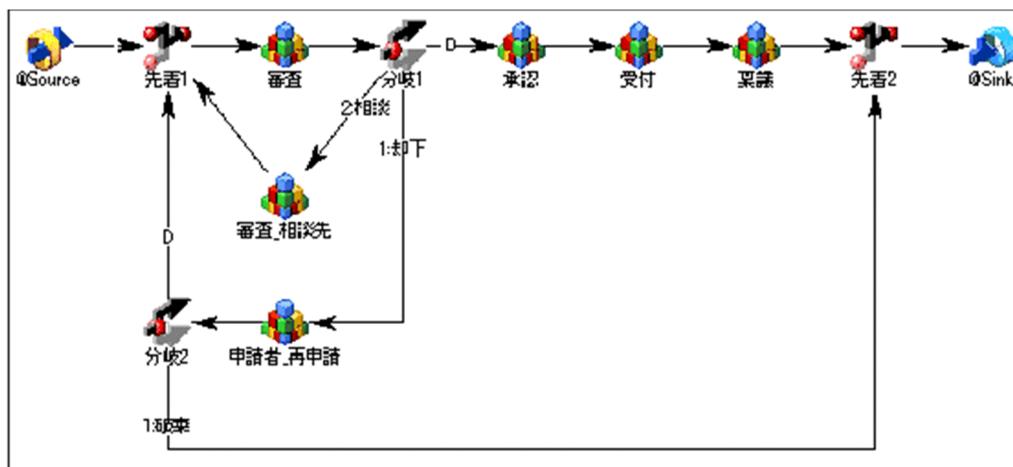 D
@Source
先着1
審査
分岐1
承認
受付
稟議
先着2
@Sink
2:相談
1:却下
審査_相談先
D
分岐2
申請者_再申請
1:破棄